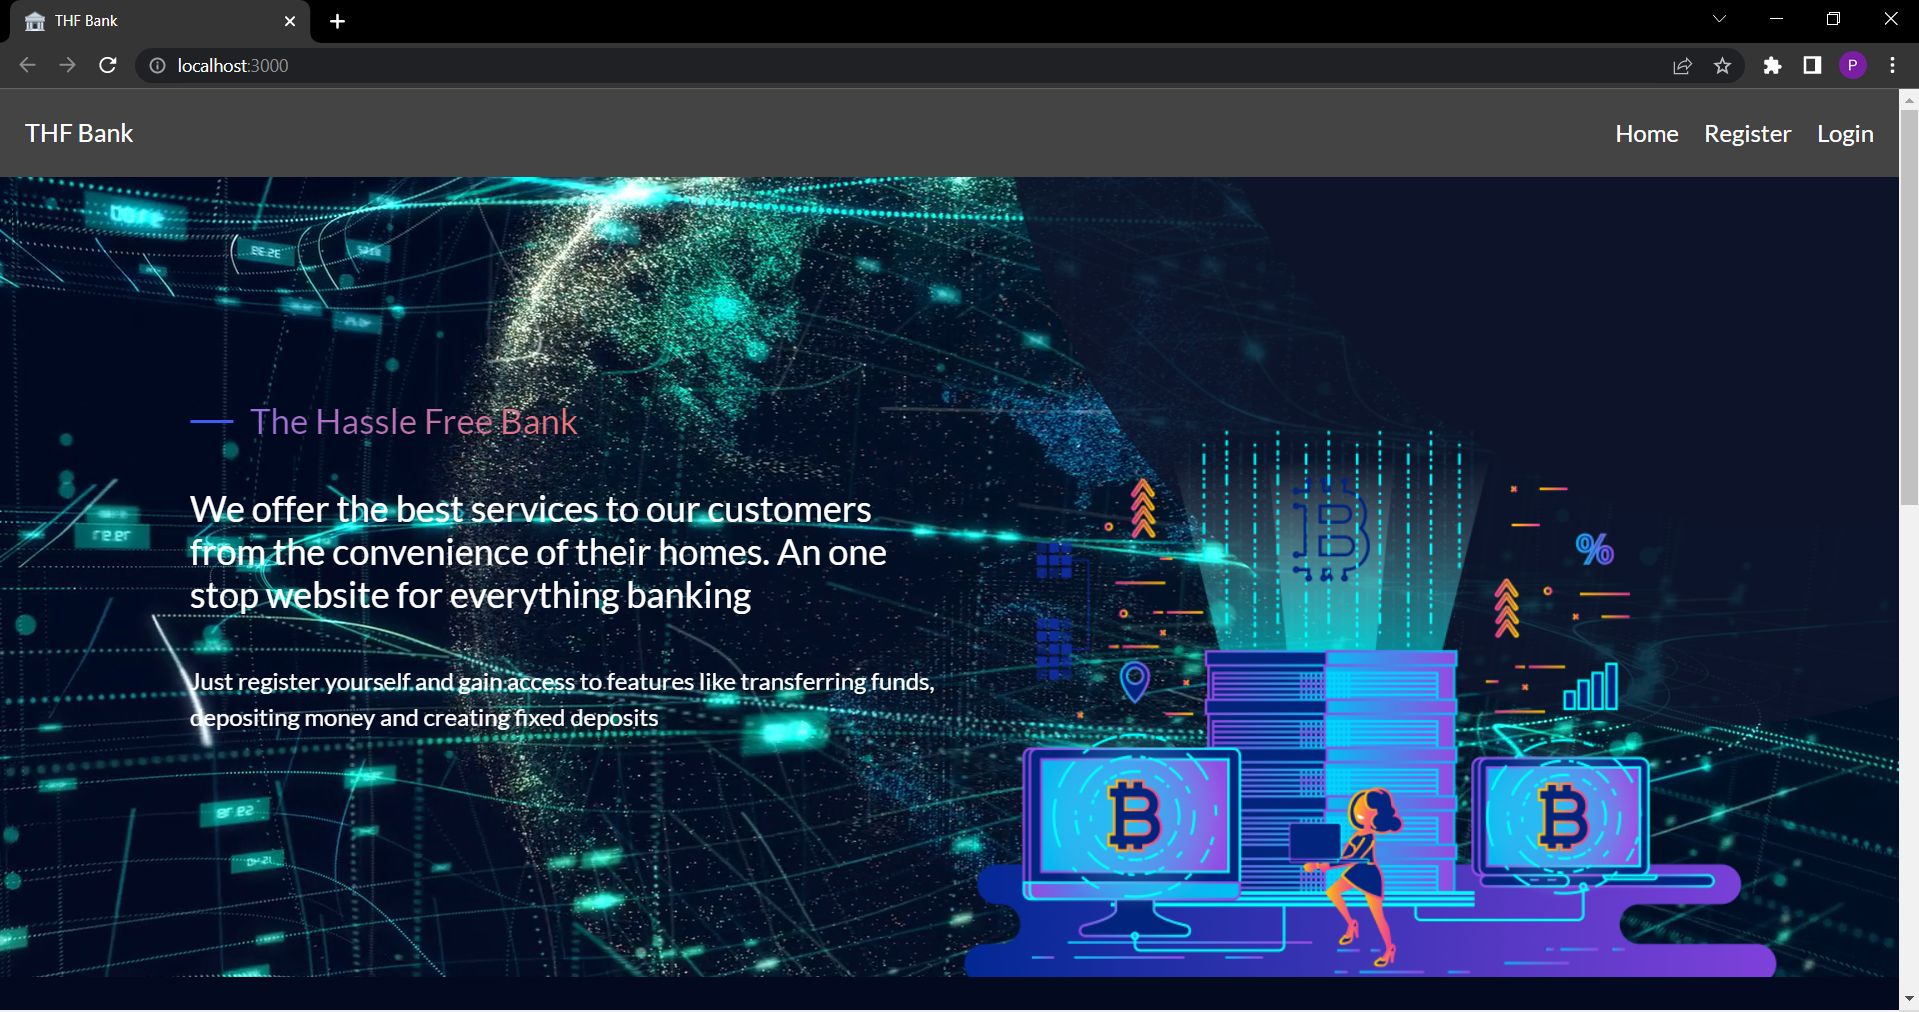 THF Bank
localhost:3000
P
THF Bank
Home Register Login
The Hassle Free Bank
We offer the best services to our customers
from the convenience of their homes. An one
stop website for everything banking
Just register yourself and gain access to features like transferring funds,
depositing money and creating fixed deposits
%